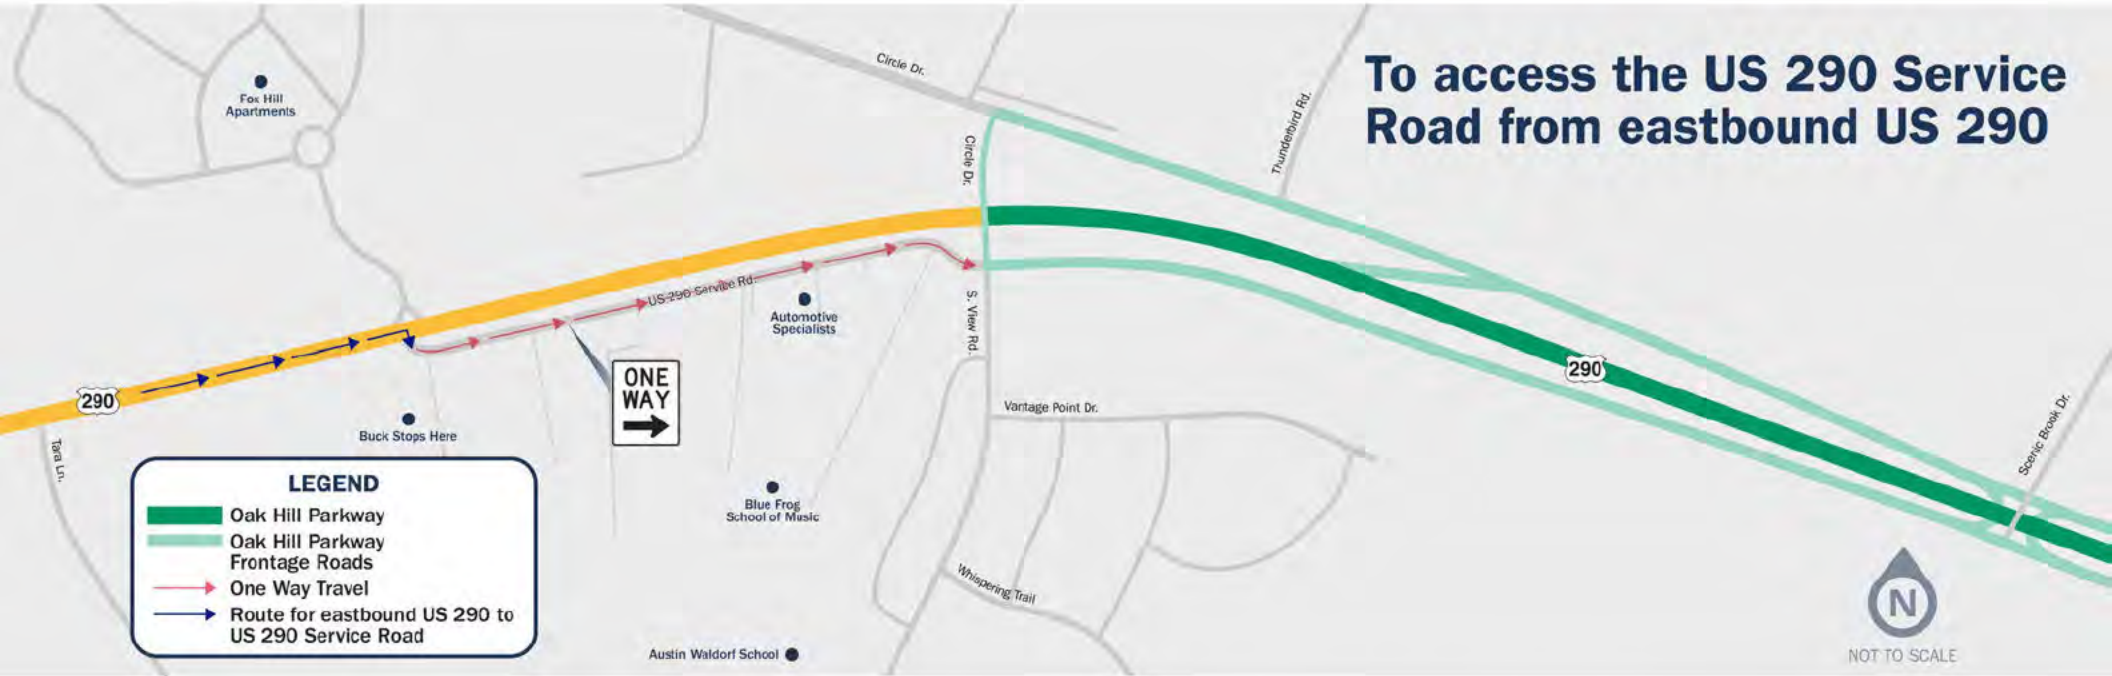 To access the US 290 Service
Road from eastbound US 290
Fox Hill
Apartments
Circle Dr.
Thunderbird Rd.
Circle Dr.
US 290 Service Rd.
Automotive
Specialists
S. View Rd.
290
290
ONE
WAY
Vantage Point Dr.
Buck Stops Here
Tara Ln.
Scenic Brook Dr.
Blue Frog
School of Music
LEGEND
Oak Hill Parkway
Oak Hill Parkway
Frontage Roads
One Way Travel
Route for eastbound US 290 to
US 290 Service Road
Whispering Trail
Austin Waldorf School
N
NOT TO SCALE